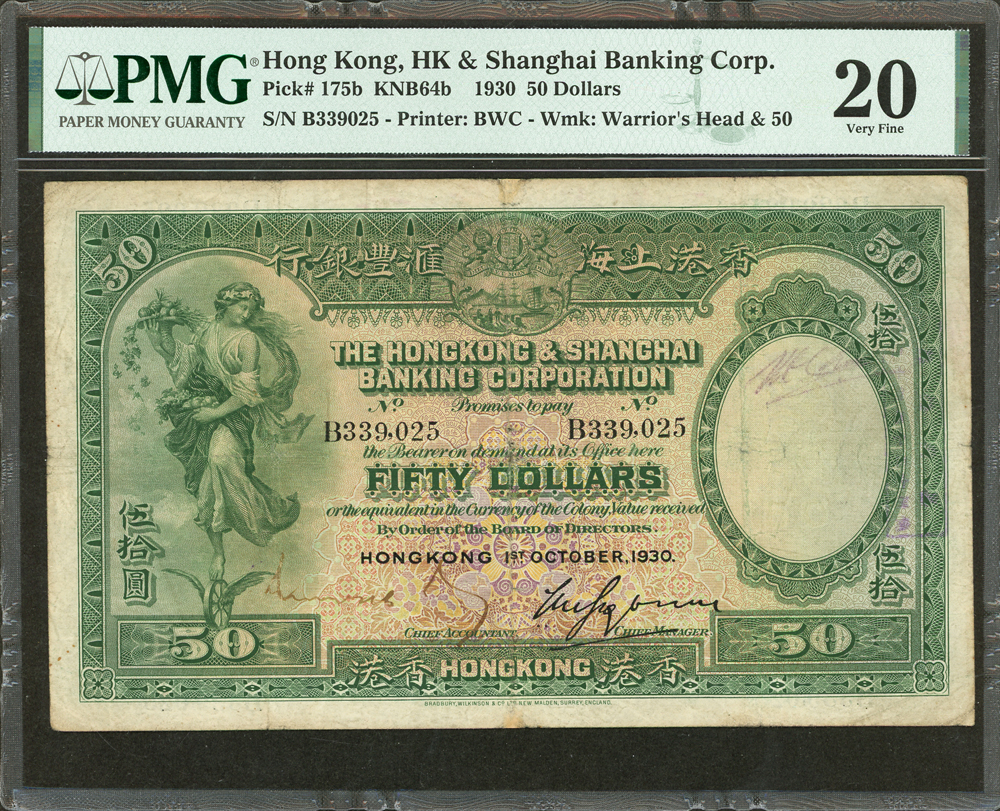 PMG®
PAPER MONEY GUARANTY
Hong Kong, HK & Shanghai Banking Corp.
Pick# 175b KNB64b 1930 50 Dollars
S/N B339025 - Printer: BWC - Wmk: Warrior's Head & 50
20
Very Fine
50
行銀豐滙 海上港香
50
伍拾
THE HONGKONG & SHANGHAI
BANKING CORPORATION
Nº Promises to pay Nº
B339,025 B339,025
the Bearer on demand at its Office here
FIFTY DOLLARS
or the equivalent in the Currency of the Colony, Value received
By Order of the BOARD OF DIRECTORS.
HONGKONG 1ST OCTOBER, 1930.
伍拾圓
伍拾
CHIEF ACCOUNTANT CHIEF MANAGER
50
港香 HONGKONG 港香
50
BRADBURY, WILKINSON & Cº Lᵀᴰ NEW MALDEN, SURREY, ENGLAND.